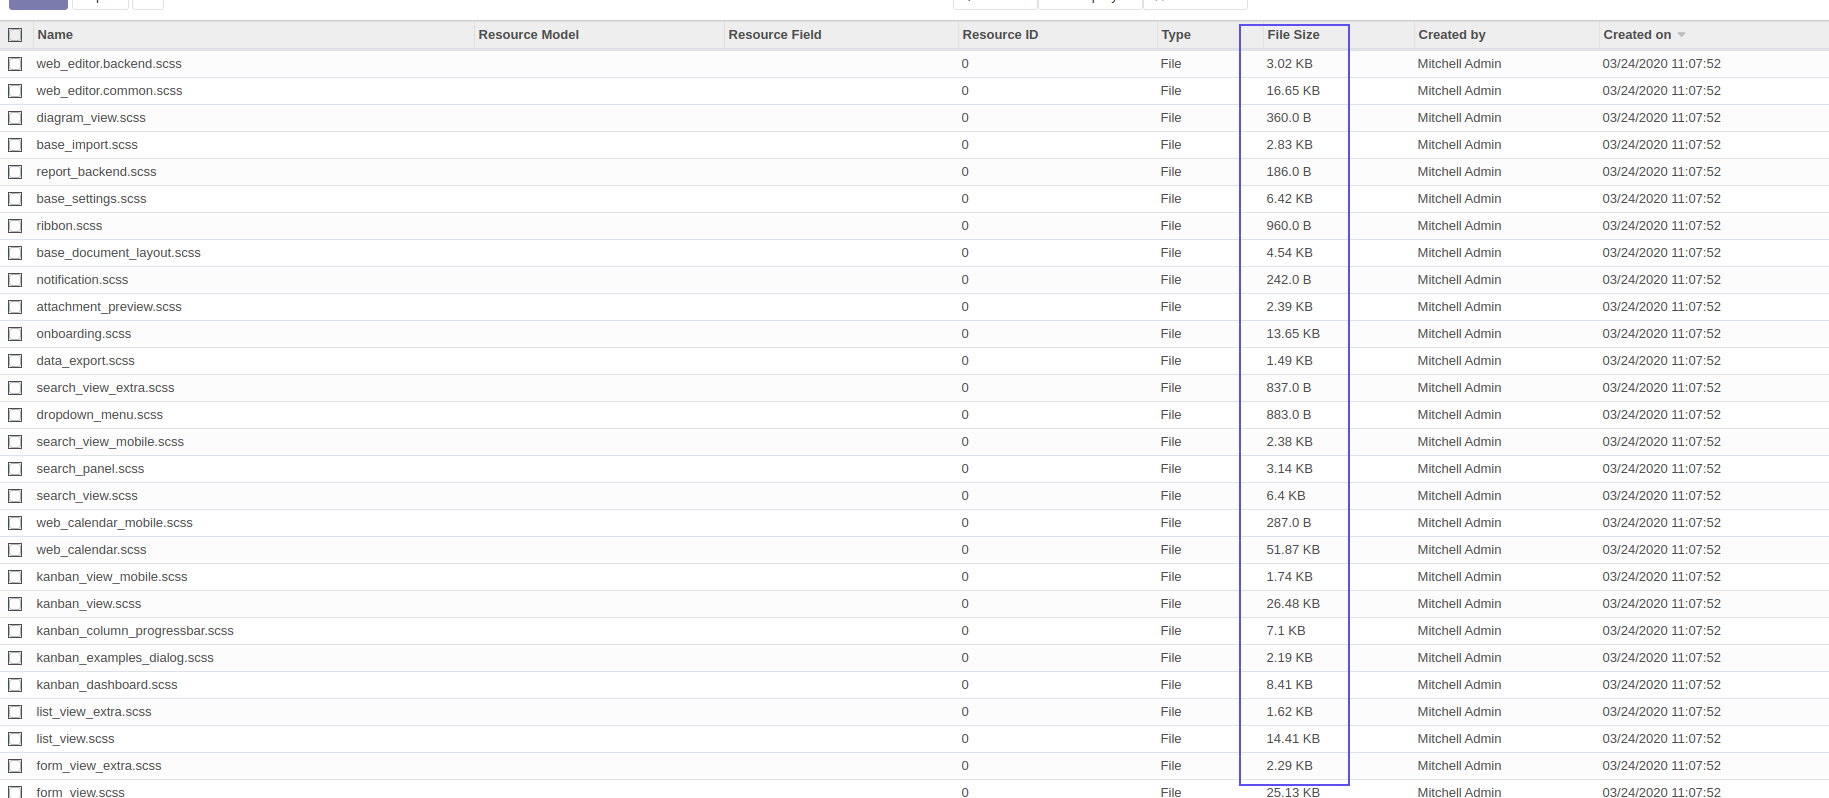 Name Resource Model Resource Field Resource ID Type File Size Created by Created on
web_editor.backend.scss 0 File 3.02 KB Mitchell Admin 03/24/2020 11:07:52
web_editor.common.scss 0 File 16.65 KB Mitchell Admin 03/24/2020 11:07:52
diagram_view.scss 0 File 360.0 B Mitchell Admin 03/24/2020 11:07:52
base_import.scss 0 File 2.83 KB Mitchell Admin 03/24/2020 11:07:52
report_backend.scss 0 File 186.0 B Mitchell Admin 03/24/2020 11:07:52
base_settings.scss 0 File 6.42 KB Mitchell Admin 03/24/2020 11:07:52
ribbon.scss 0 File 960.0 B Mitchell Admin 03/24/2020 11:07:52
base_document_layout.scss 0 File 4.54 KB Mitchell Admin 03/24/2020 11:07:52
notification.scss 0 File 242.0 B Mitchell Admin 03/24/2020 11:07:52
attachment_preview.scss 0 File 2.39 KB Mitchell Admin 03/24/2020 11:07:52
onboarding.scss 0 File 13.65 KB Mitchell Admin 03/24/2020 11:07:52
data_export.scss 0 File 1.49 KB Mitchell Admin 03/24/2020 11:07:52
search_view_extra.scss 0 File 837.0 B Mitchell Admin 03/24/2020 11:07:52
dropdown_menu.scss 0 File 883.0 B Mitchell Admin 03/24/2020 11:07:52
search_view_mobile.scss 0 File 2.38 KB Mitchell Admin 03/24/2020 11:07:52
search_panel.scss 0 File 3.14 KB Mitchell Admin 03/24/2020 11:07:52
search_view.scss 0 File 6.4 KB Mitchell Admin 03/24/2020 11:07:52
web_calendar_mobile.scss 0 File 287.0 B Mitchell Admin 03/24/2020 11:07:52
web_calendar.scss 0 File 51.87 KB Mitchell Admin 03/24/2020 11:07:52
kanban_view_mobile.scss 0 File 1.74 KB Mitchell Admin 03/24/2020 11:07:52
kanban_view.scss 0 File 26.48 KB Mitchell Admin 03/24/2020 11:07:52
kanban_column_progressbar.scss 0 File 7.1 KB Mitchell Admin 03/24/2020 11:07:52
kanban_examples_dialog.scss 0 File 2.19 KB Mitchell Admin 03/24/2020 11:07:52
kanban_dashboard.scss 0 File 8.41 KB Mitchell Admin 03/24/2020 11:07:52
list_view_extra.scss 0 File 1.62 KB Mitchell Admin 03/24/2020 11:07:52
list_view.scss 0 File 14.41 KB Mitchell Admin 03/24/2020 11:07:52
form_view_extra.scss 0 File 2.29 KB Mitchell Admin 03/24/2020 11:07:52
form_view.scss 0 File 25.13 KB Mitchell Admin 03/24/2020 11:07:52